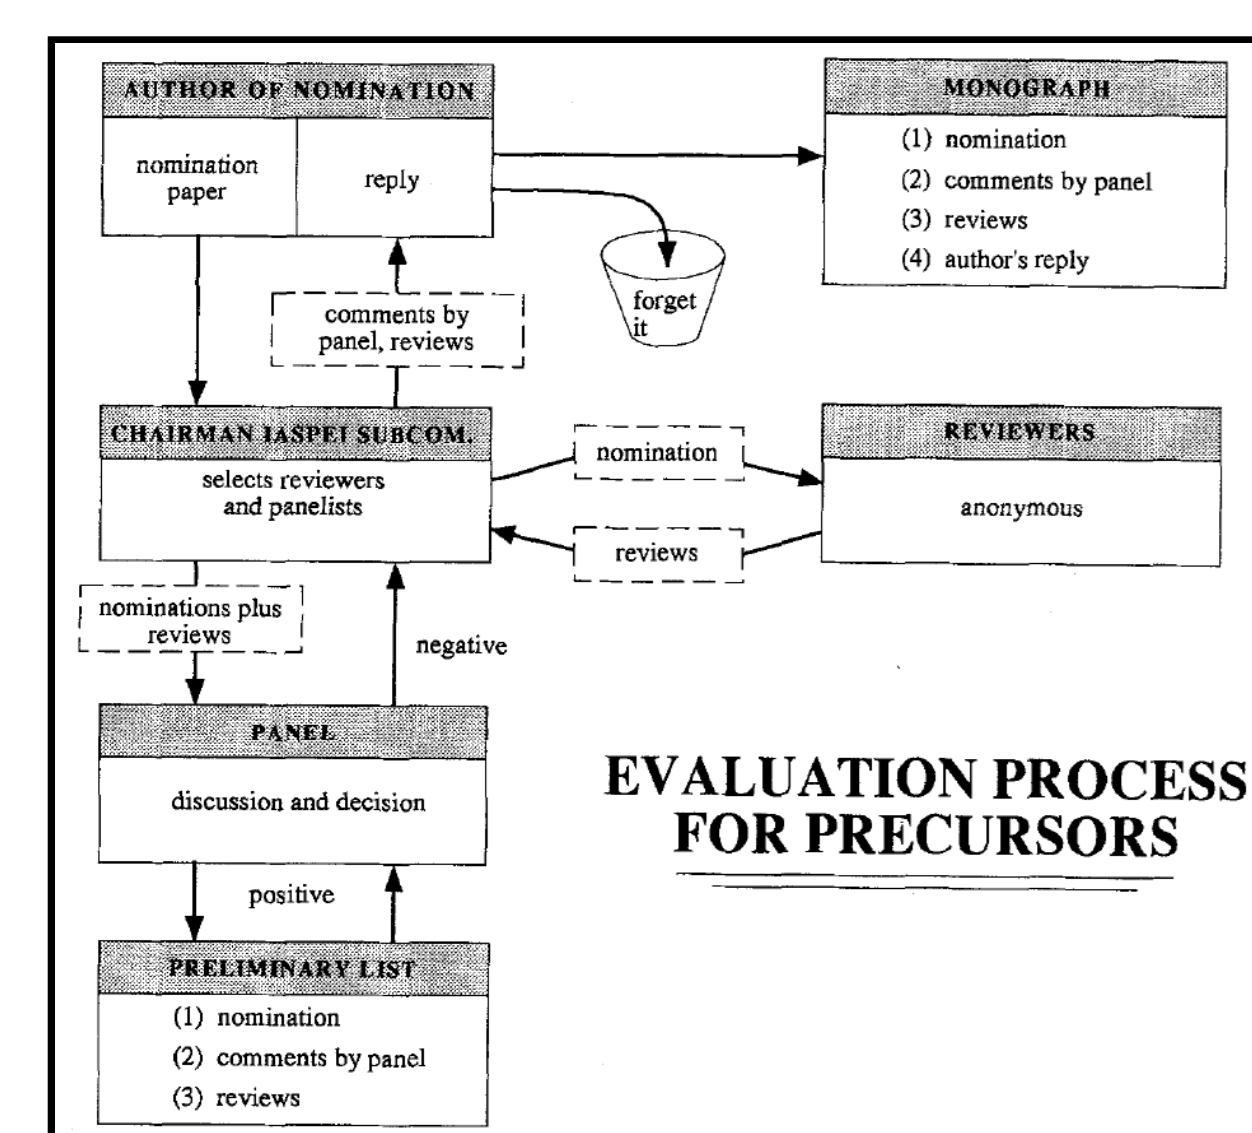 AUTHOR OF NOMINATION
nomination
paper
reply
MONOGRAPH
(1) nomination
(2) comments by panel
(3) reviews
(4) author's reply
forget
it
comments by
panel, reviews
CHAIRMAN IASPEI SUBCOM.
selects reviewers
and panelists
nomination
reviews
REVIEWERS
anonymous
nominations plus
reviews
negative
PANEL
discussion and decision
EVALUATION PROCESS
FOR PRECURSORS
positive
PRELIMINARY LIST
(1) nomination
(2) comments by panel
(3) reviews